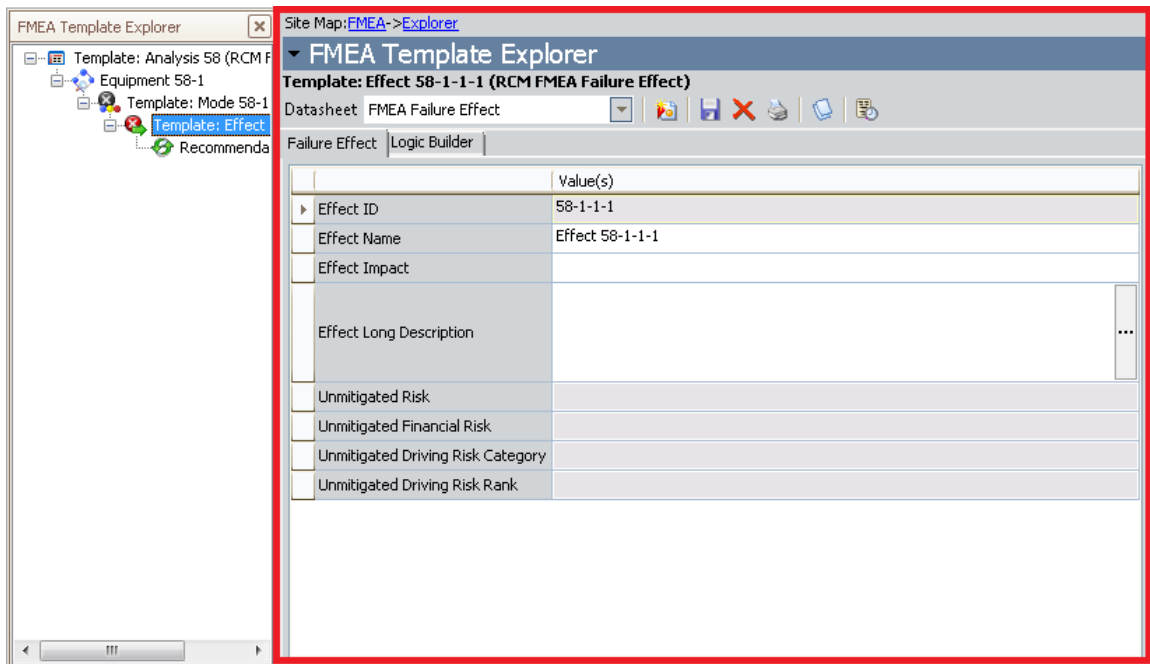 FMEA Template Explorer
Template: Analysis 58 (RCM F
Equipment 58-1
Template: Mode 58-1
Template: Effect
Recommenda
Site Map:FMEA->Explorer
FMEA Template Explorer
Template: Effect 58-1-1-1 (RCM FMEA Failure Effect)
Datasheet FMEA Failure Effect
Failure Effect Logic Builder
Value(s)
Effect ID 58-1-1-1
Effect Name Effect 58-1-1-1
Effect Impact
Effect Long Description ...
Unmitigated Risk
Unmitigated Financial Risk
Unmitigated Driving Risk Category
Unmitigated Driving Risk Rank